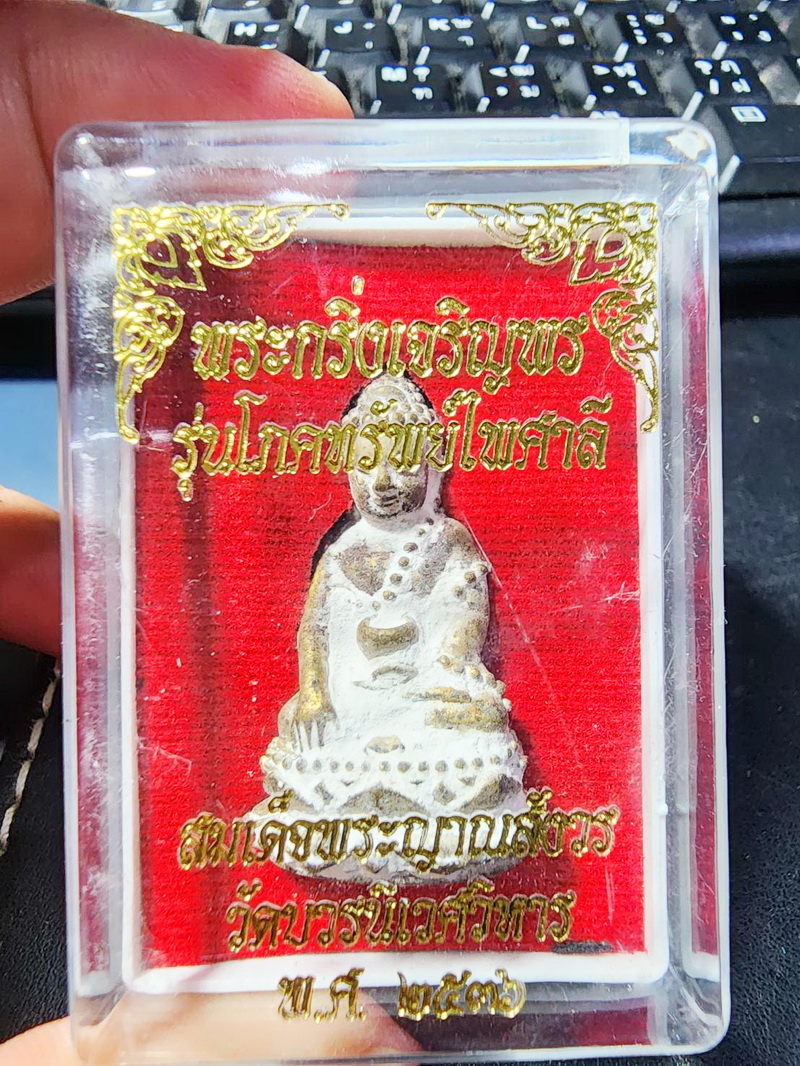 พระกริ่งเจริญพร
รุ่นโภคทรัพย์ไพศาลี
สมเด็จพระญาณสังวร
วัดบวรนิเวศวิหาร
พ.ศ. ๒๕๓๖